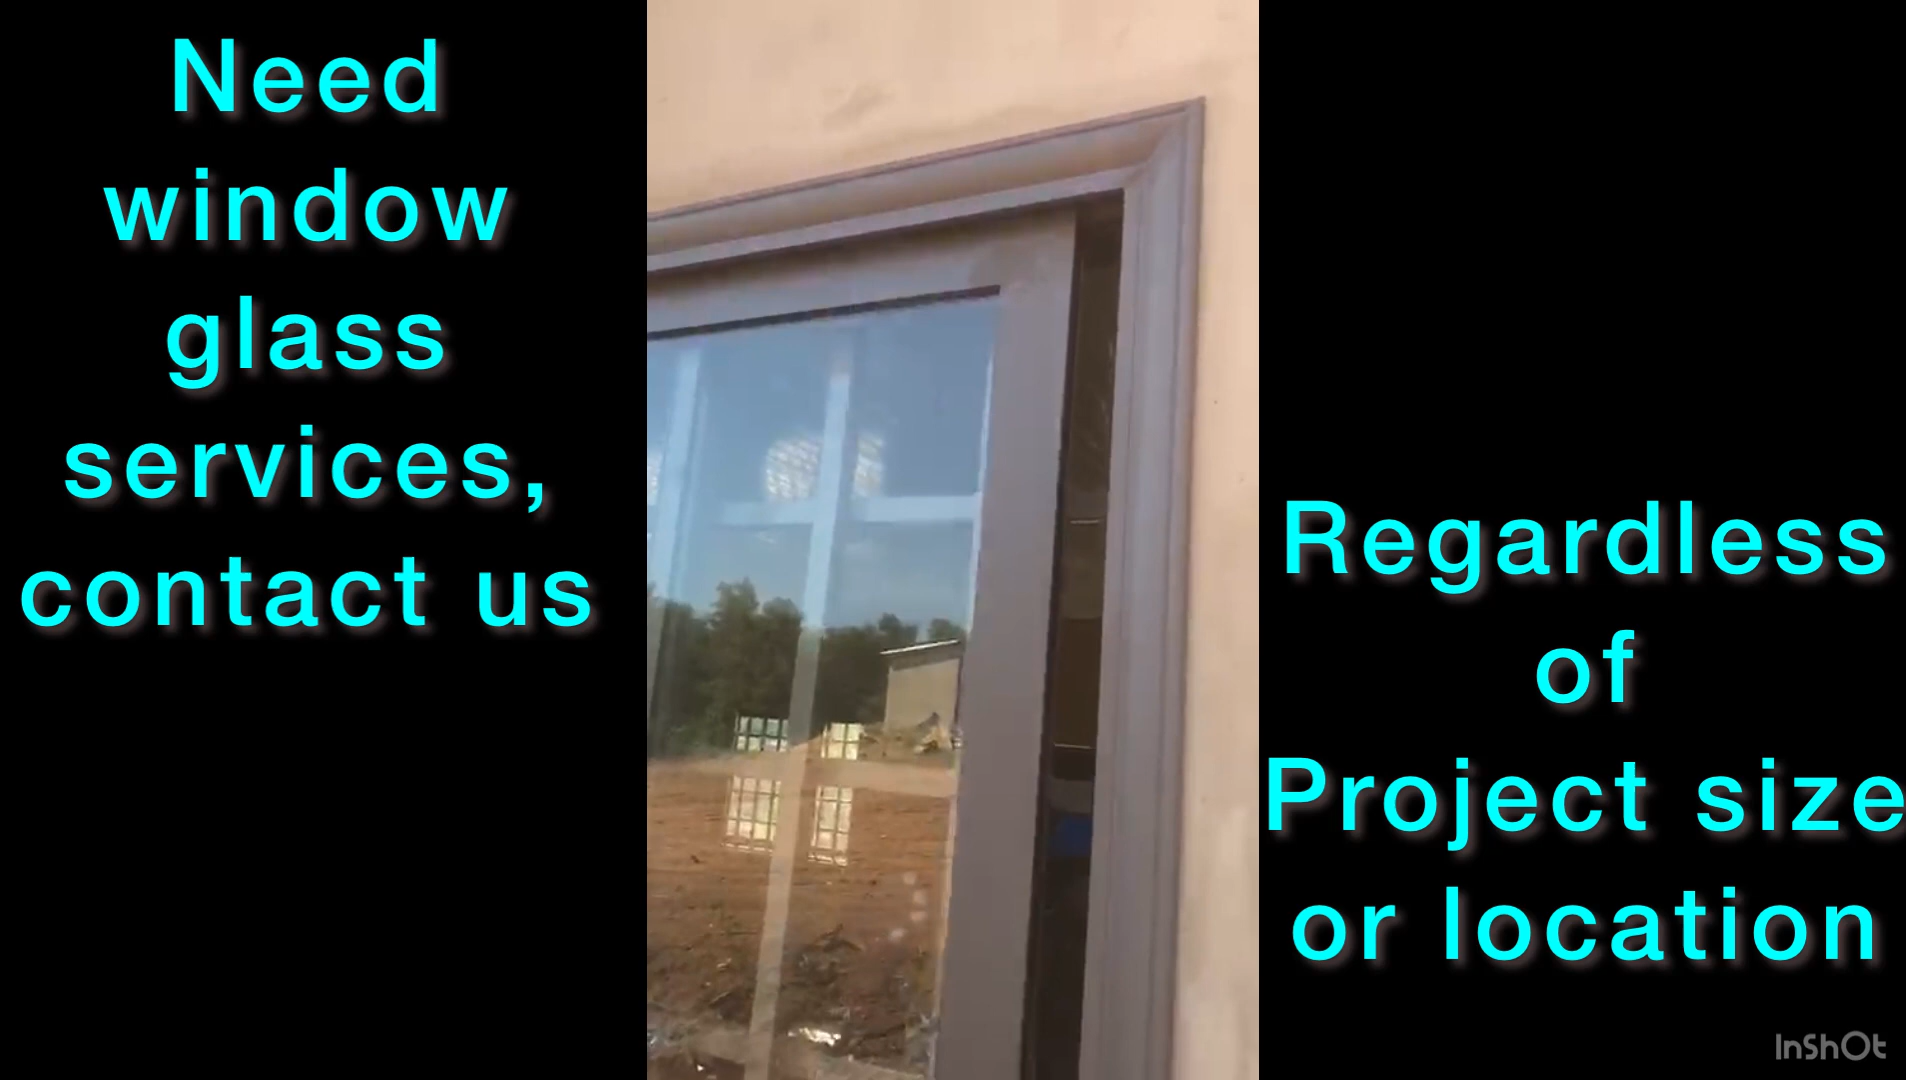 Need
window
glass
services,
contact us
Regardless
of
Project size
or location
InShOt